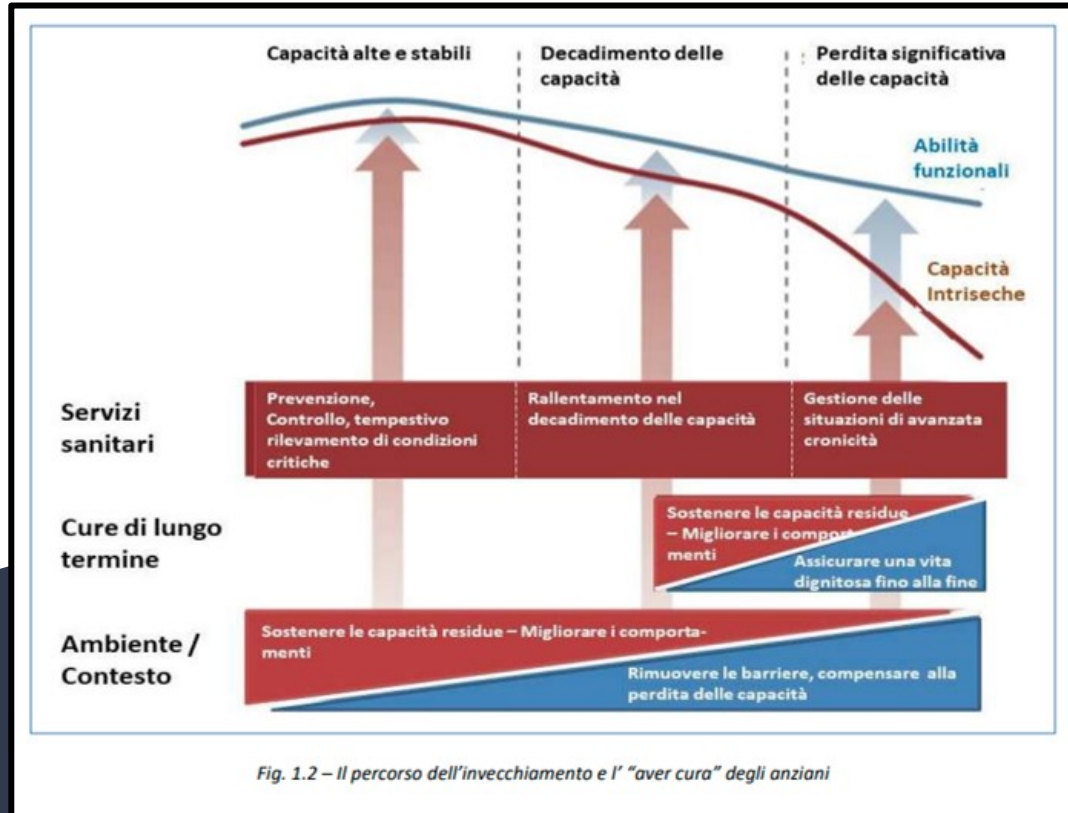 Capacità alte e stabili
Decadimento delle
capacità
Perdita significativa
delle capacità
Abilità
funzionali
Capacità
Intriseche
Servizi
sanitari
Prevenzione,
Controllo, tempestivo
rilevamento di condizioni
critiche
Rallentamento nel
decadimento delle capacità
Gestione delle
situazioni di avanzata
cronicità
Cure di lungo
termine
Sostenere le capacità residue
– Migliorare i comporta-
menti
Assicurare una vita
dignitosa fino alla fine
Ambiente /
Contesto
Sostenere le capacità residue – Migliorare i comporta-
menti
Rimuovere le barriere, compensare alla
perdita delle capacità
Fig. 1.2 – Il percorso dell'invecchiamento e l' “aver cura” degli anziani